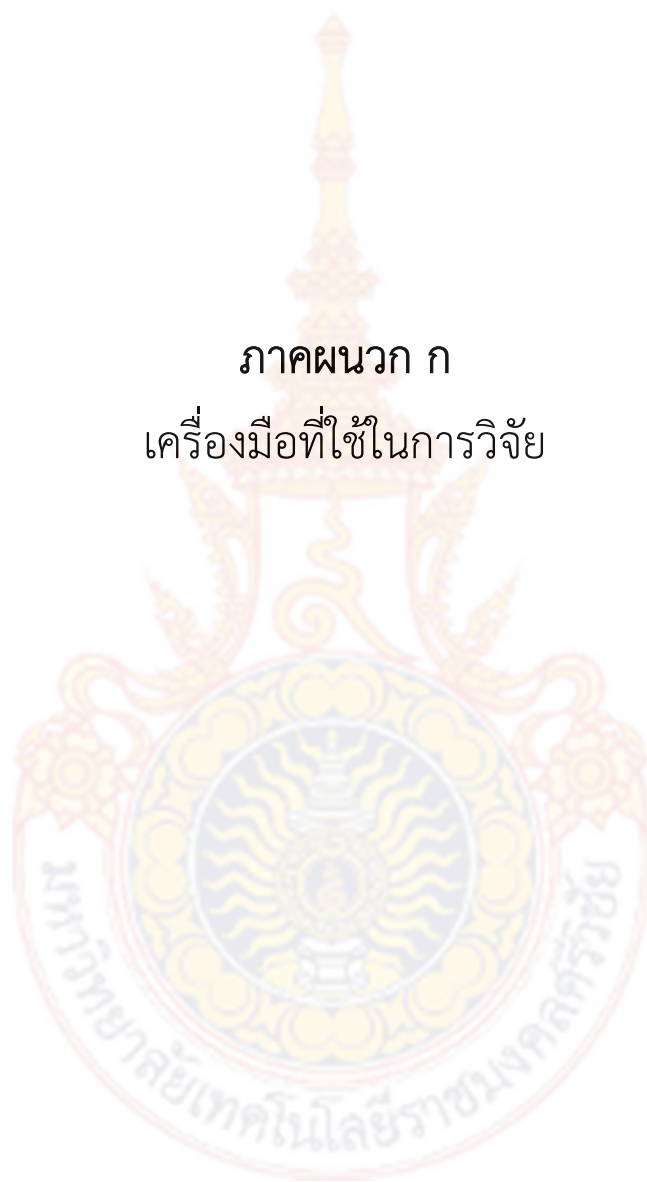 ภาคผนวก ก
เครื่องมือที่ใช้ในการวิจัย
มหาวิทยาลัยเทคโนโลยีราชมงคลศรีวิชัย